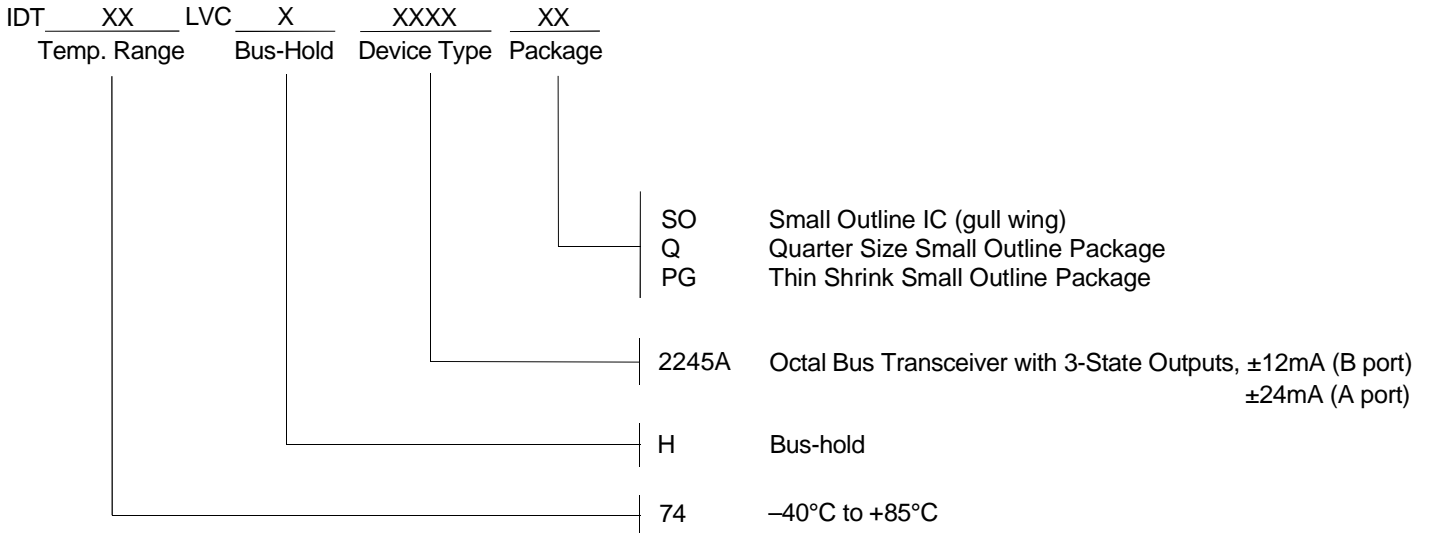 IDT XX LVC X XXXX XX
Temp. Range Bus-Hold Device Type Package
SO Small Outline IC (gull wing)
Q Quarter Size Small Outline Package
PG Thin Shrink Small Outline Package
2245A Octal Bus Transceiver with 3-State Outputs, ±12mA (B port)
±24mA (A port)
H Bus-hold
74 –40°C to +85°C